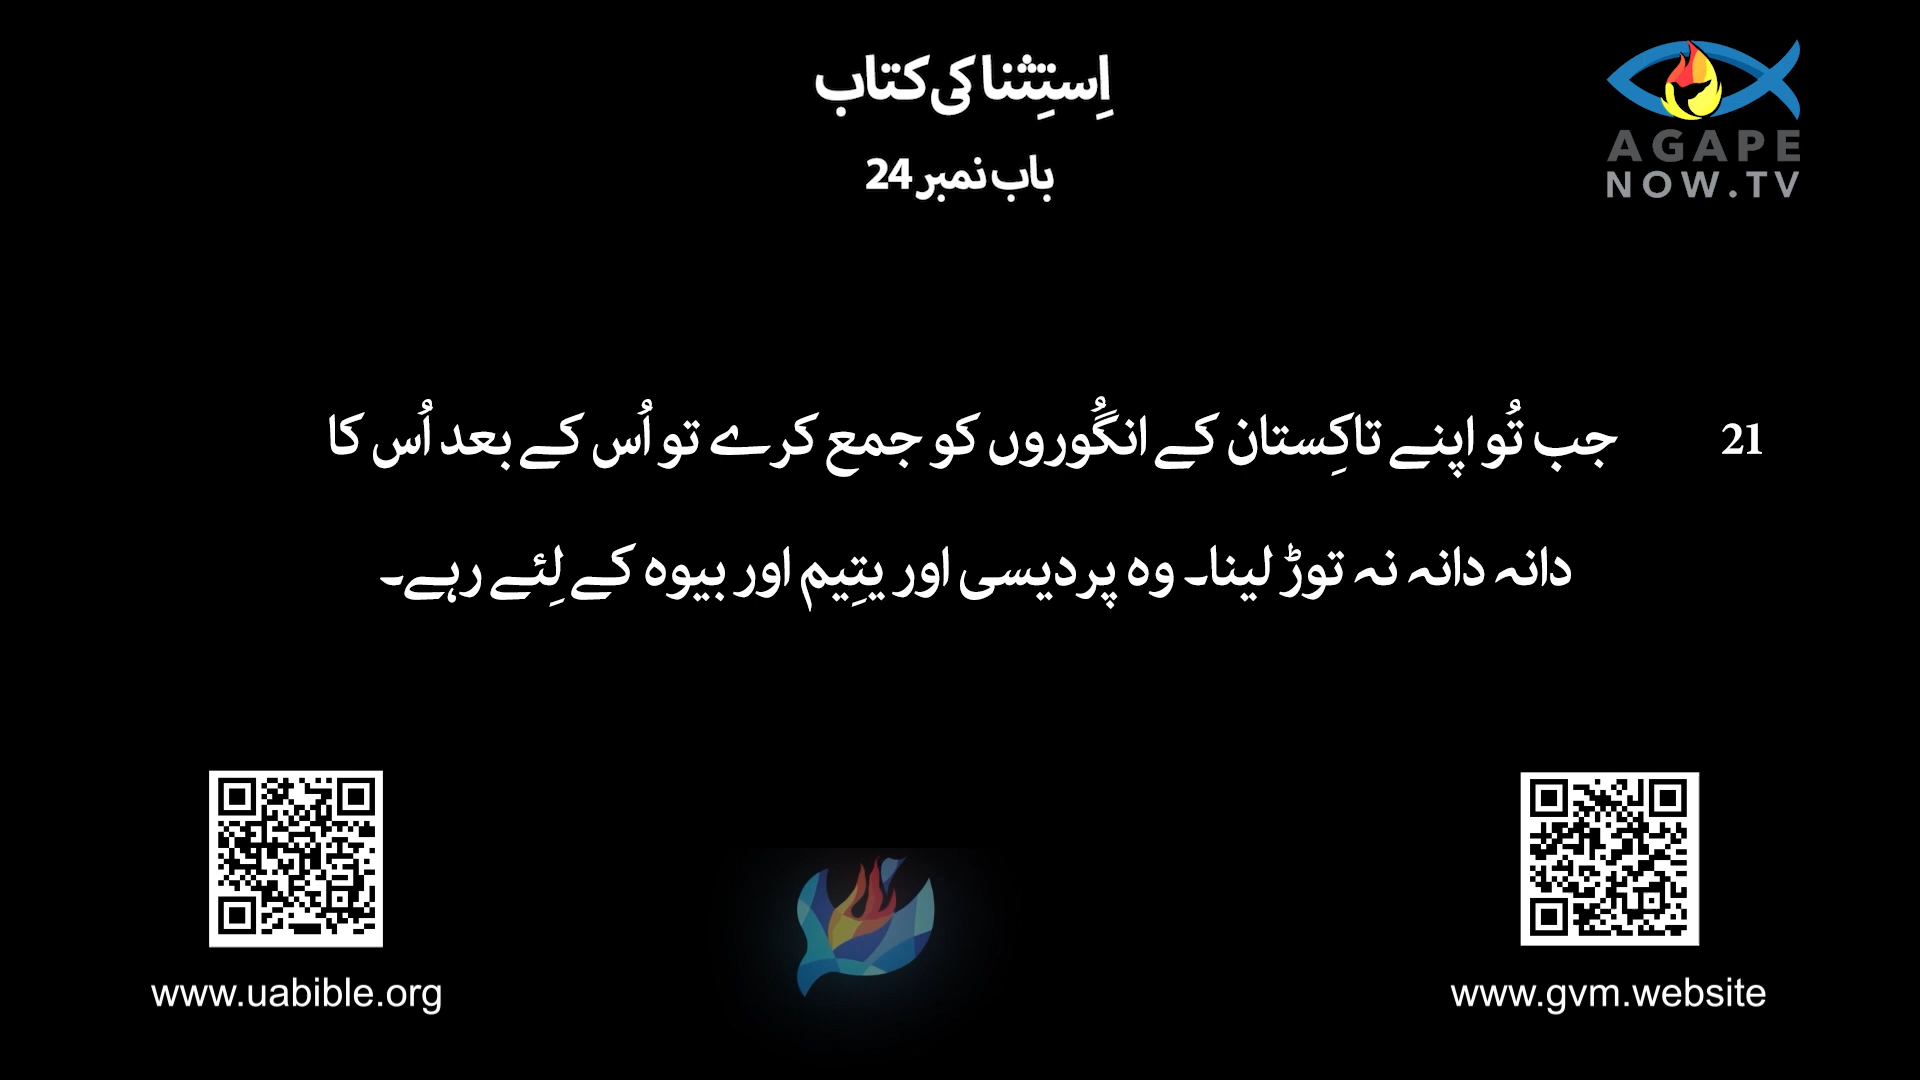 اِستِثنا کی کتاب
باب نمبر 24
AGAPE
NOW.TV
21 جب تُو اپنے تاکِستان کے انگُوروں کو جمع کرے تو اُس کے بعد اُس کا
دانہ دانہ نہ توڑ لینا۔ وہ پردیسی اور یتِیم اور بیوہ کے لِئے رہے۔
www.uabible.org
www.gvm.website